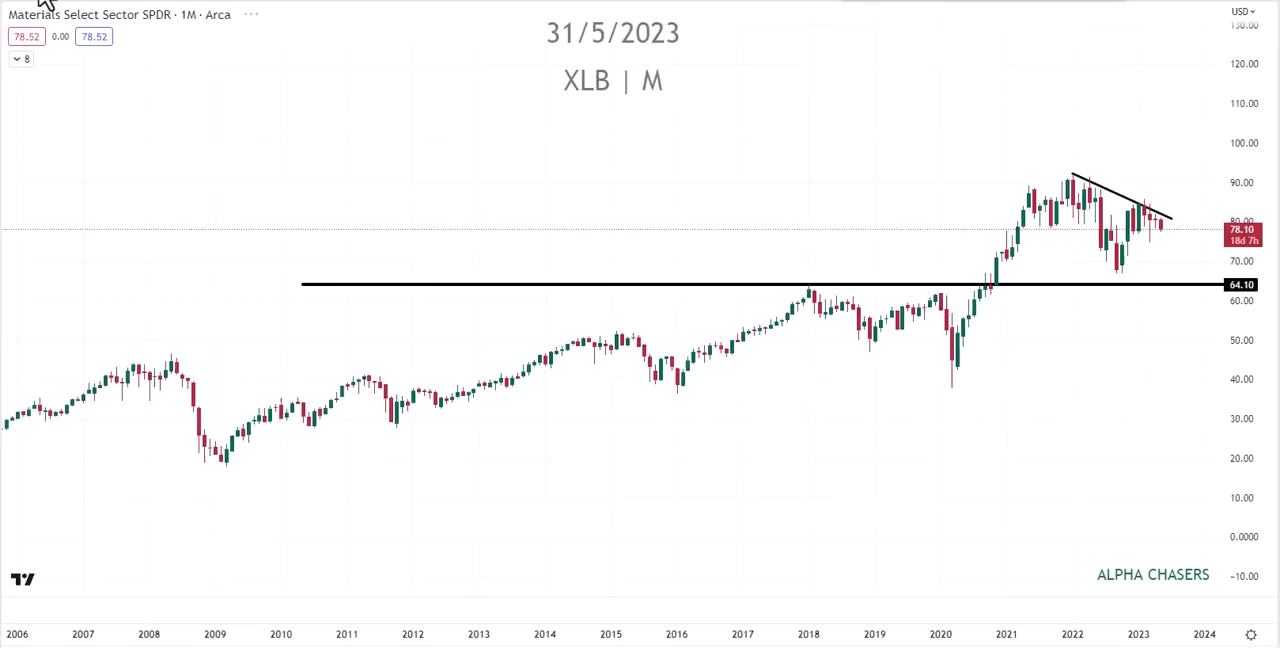 Materials Select Sector SPDR · 1M · Arca ···
78.52 0.00 78.52
8
31/5/2023
XLB | M
USD
130.00
120.00
110.00
100.00
90.00
80.00
78.10
18d 7h
70.00
64.10
60.00
50.00
40.00
30.00
20.00
10.00
0.0000
-10.00
ALPHA CHASERS
2006 2007 2008 2009 2010 2011 2012 2013 2014 2015 2016 2017 2018 2019 2020 2021 2022 2023 2024